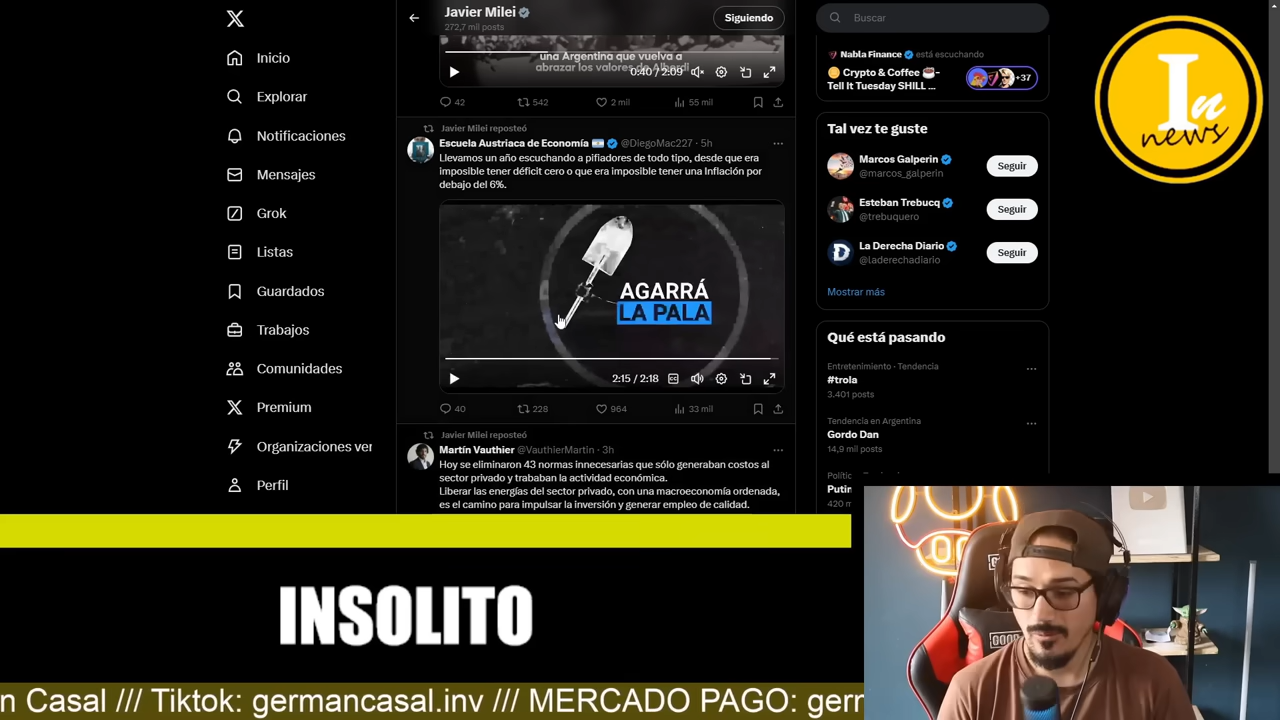 Inicio
Explorar
Notificaciones
Mensajes
Grok
Listas
Guardados
Trabajos
Comunidades
Premium
Organizaciones ver
Perfil
Javier Milei
272,7 mil posts
Siguiendo
una Argentina que vuelva a
abrazar los valores de Alberdi
0:40 / 2:09
42 542 2 mil 55 mil
Javier Milei reposteó
Escuela Austriaca de Economía @DiegoMac227 · 5h
Llevamos un año escuchando a pifiadores de todo tipo, desde que era
imposible tener déficit cero o que era imposible tener una Inflación por
debajo del 6%.
AGARRÁ
LA PALA
2:15 / 2:18
40 228 964 33 mil
Javier Milei reposteó
Martín Vauthier @VauthierMartin · 3h
Hoy se eliminaron 43 normas innecesarias que sólo generaban costos al
sector privado y trababan la actividad económica.
Liberar las energías del sector privado, con una macroeconomía ordenada,
es el camino para impulsar la inversión y generar empleo de calidad.
Buscar
Nabla Finance está escuchando
Crypto & Coffee -
Tell It Tuesday SHILL ...
+37
Tal vez te guste
Marcos Galperin
@marcos_galperin
Seguir
Esteban Trebucq
@trebuquero
Seguir
La Derecha Diario
@laderechadiario
Seguir
Mostrar más
Qué está pasando
Entretenimiento · Tendencia
#trola
3.401 posts
Tendencia en Argentina
Gordo Dan
14,9 mil posts
Putin
420 m
In
news
INSOLITO
n Casal /// Tiktok: germancasal.inv /// MERCADO PAGO: ger